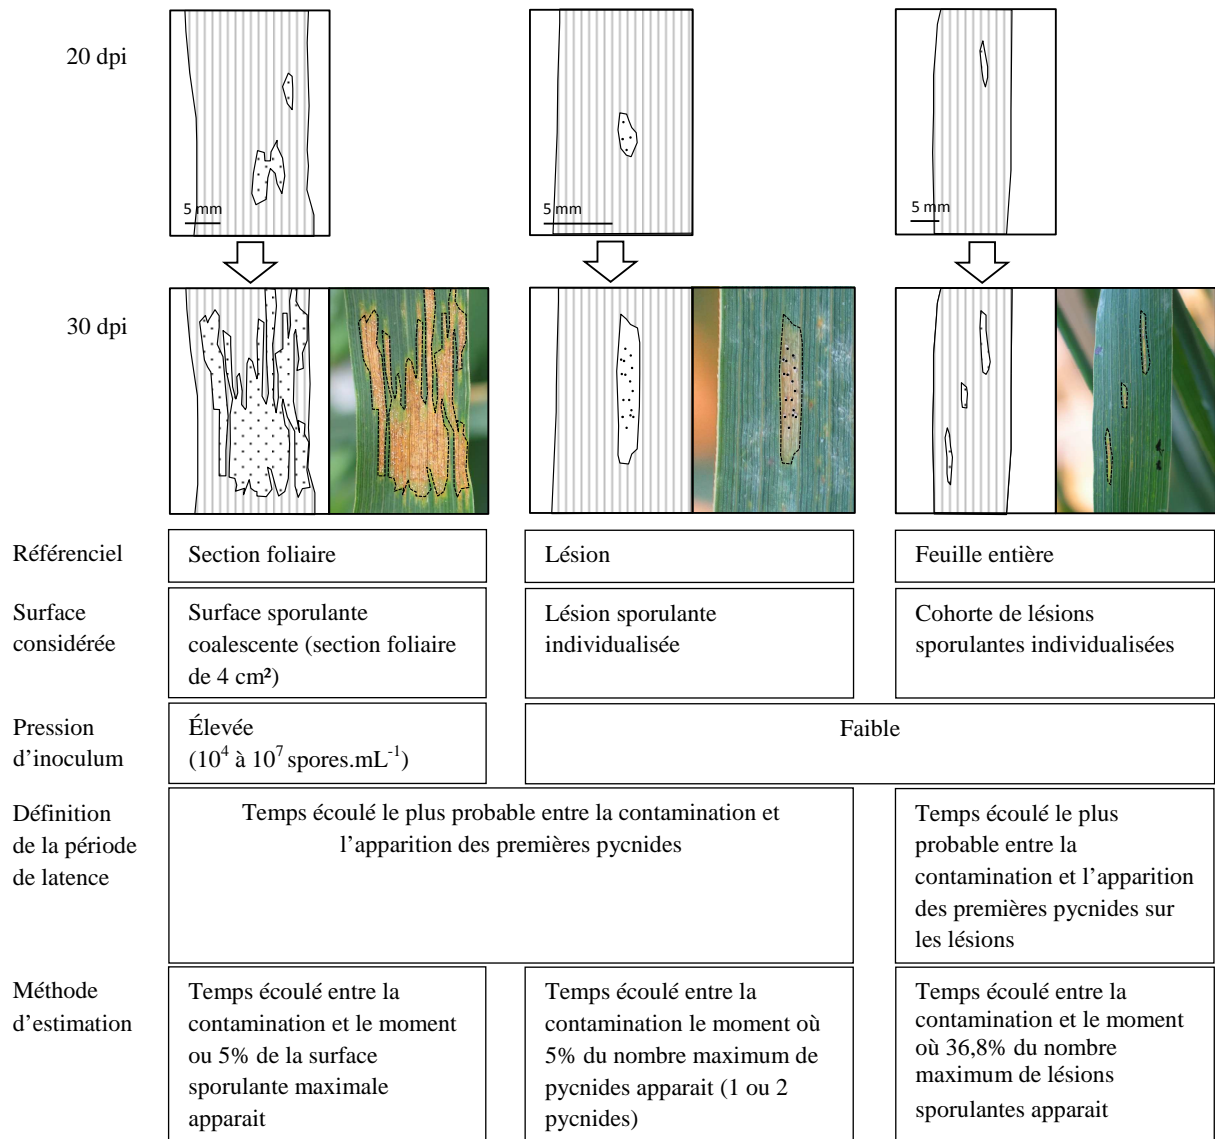 20 dpi
5 mm
5 mm
5 mm
30 dpi
Référenciel
Section foliaire
Lésion
Feuille entière
Surface
considérée
Surface sporulante
coalescente (section foliaire
de 4 cm²)
Lésion sporulante
individualisée
Cohorte de lésions
sporulantes individualisées
Pression
d’inoculum
Élevée
(10⁴ à 10⁷ spores.mL⁻¹)
Faible
Définition
de la période
de latence
Temps écoulé le plus probable entre la contamination et
l’apparition des premières pycnides
Temps écoulé le plus
probable entre la
contamination et l’apparition
des premières pycnides sur
les lésions
Méthode
d’estimation
Temps écoulé entre la
contamination et le moment
ou 5% de la surface
sporulante maximale
apparait
Temps écoulé entre la
contamination le moment où
5% du nombre maximum de
pycnides apparait (1 ou 2
pycnides)
Temps écoulé entre la
contamination et le moment
où 36,8% du nombre
maximum de lésions
sporulantes apparait